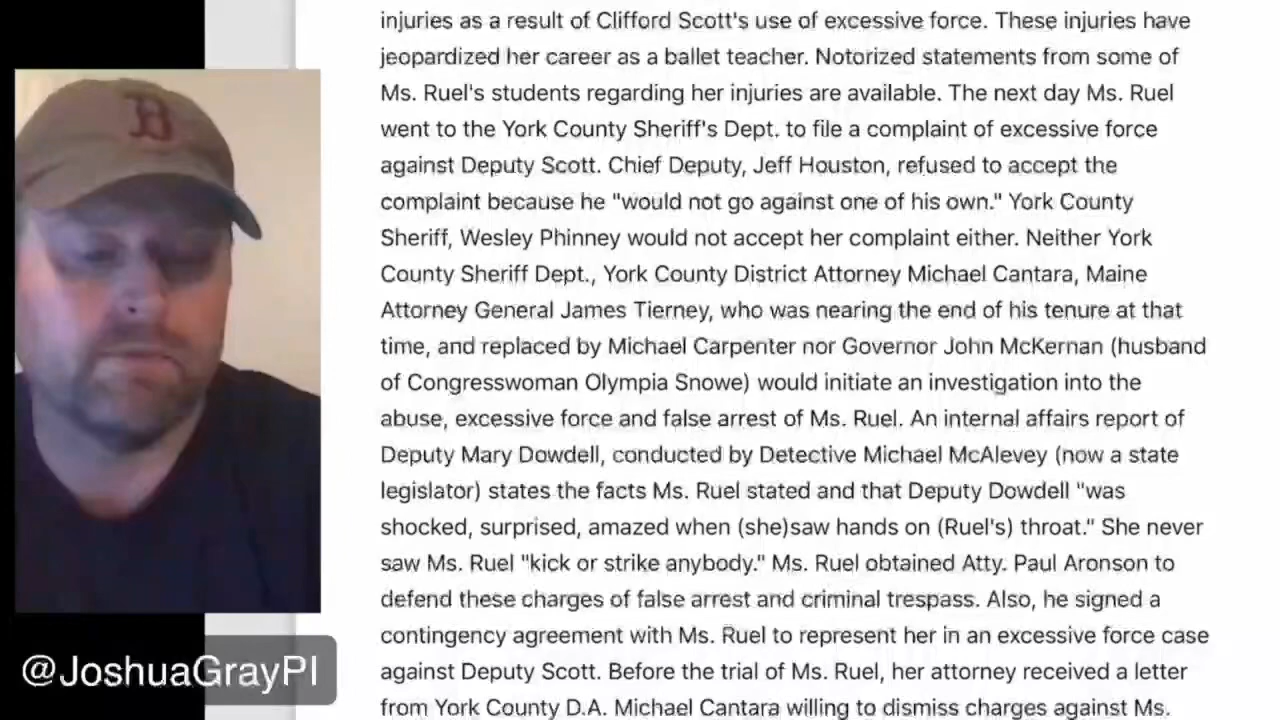 injuries as a result of Clifford Scott's use of excessive force. These injuries have
jeopardized her career as a ballet teacher. Notorized statements from some of
Ms. Ruel's students regarding her injuries are available. The next day Ms. Ruel
went to the York County Sheriff's Dept. to file a complaint of excessive force
against Deputy Scott. Chief Deputy, Jeff Houston, refused to accept the
complaint because he "would not go against one of his own." York County
Sheriff, Wesley Phinney would not accept her complaint either. Neither York
County Sheriff Dept., York County District Attorney Michael Cantara, Maine
Attorney General James Tierney, who was nearing the end of his tenure at that
time, and replaced by Michael Carpenter nor Governor John McKernan (husband
of Congresswoman Olympia Snowe) would initiate an investigation into the
abuse, excessive force and false arrest of Ms. Ruel. An internal affairs report of
Deputy Mary Dowdell, conducted by Detective Michael McAlevey (now a state
legislator) states the facts Ms. Ruel stated and that Deputy Dowdell "was
shocked, surprised, amazed when (she)saw hands on (Ruel's) throat." She never
saw Ms. Ruel "kick or strike anybody." Ms. Ruel obtained Atty. Paul Aronson to
defend these charges of false arrest and criminal trespass. Also, he signed a
contingency agreement with Ms. Ruel to represent her in an excessive force case
against Deputy Scott. Before the trial of Ms. Ruel, her attorney received a letter
from York County D.A. Michael Cantara willing to dismiss charges against Ms.
B
@JoshuaGrayPI